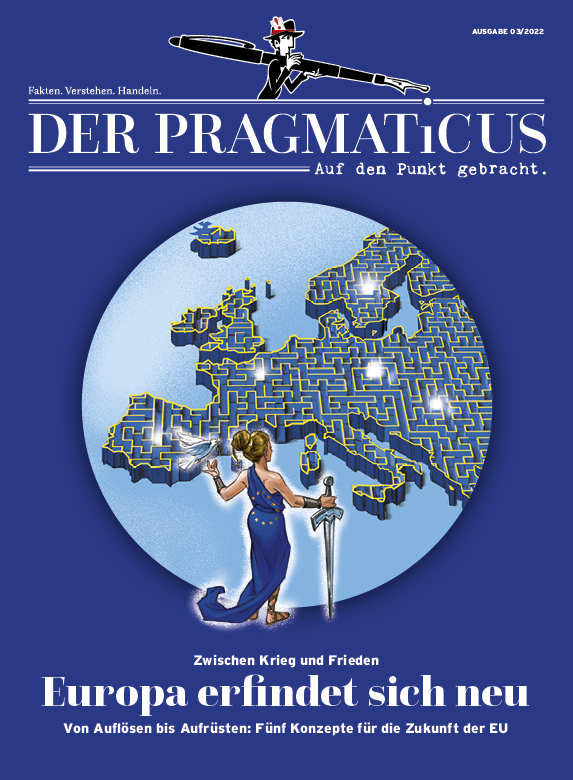 AUSGABE 03/2022
Fakten. Verstehen. Handeln.
DER PRAGMATiCUS
Auf den Punkt gebracht.
Zwischen Krieg und Frieden
Europa erfindet sich neu
Von Auflösen bis Aufrüsten: Fünf Konzepte für die Zukunft der EU